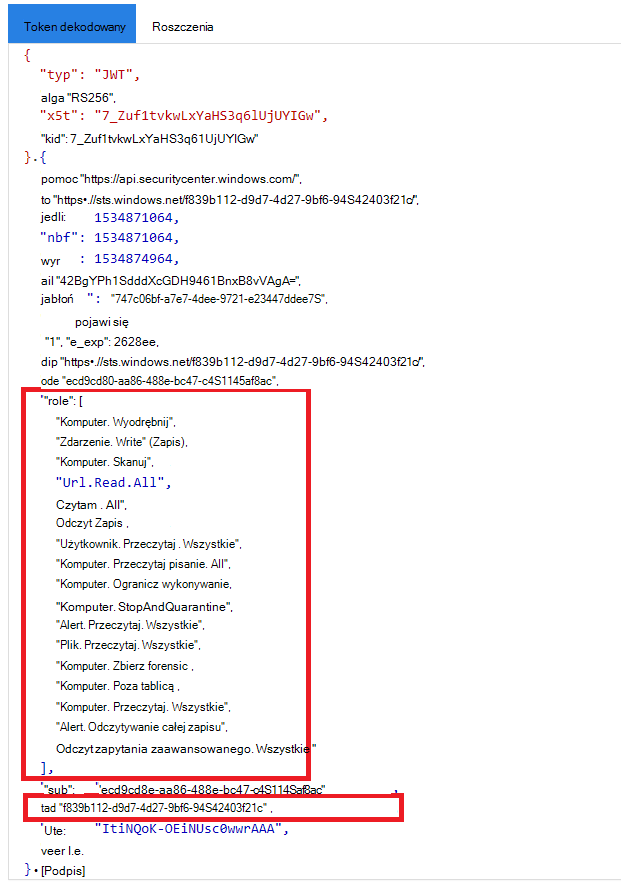 Token dekodowany Roszczenia
{
"typ": "JWT",
alga "RS256",
"x5t": "7_Zuf1tvkwLxYaHS3q6lUjUYIGw",
"kid": 7_Zuf1tvkwLxYaHS3q61UjUYIGw"
}.{
pomoc "https://api.securitycenter.windows.com/",
to "https•.//sts.windows.net/f839b112-d9d7-4d27-9bf6-94S42403f21c/",
jedli: 1534871064,
"nbf": 1534871064,
wyr : 1534874964,
ail "42BgYPh1SdddXcGDH9461BnxB8vVAgA=",
jabłoń ": "747c06bf-a7e7-4dee-9721-e23447ddee7S",
pojawi się
"1", "e_exp": 2628ee,
dip "https•.//sts.windows.net/f839b112-d9d7-4d27-9bf6-94S42403f21c/",
ode "ecd9cd80-aa86-488e-bc47-c4S1145af8ac",
'"role": [
"Komputer. Wyodrębnij",
"Zdarzenie. Write" (Zapis),
"Komputer. Skanuj",
"Url.Read.All",
Czytam . All",
Odczyt Zapis ,
"Użytkownik. Przeczytaj . Wszystkie",
"Komputer. Przeczytaj pisanie. All",
"Komputer. Ogranicz wykonywanie,
"Komputer. StopAndQuarantine",
"Alert. Przeczytaj. Wszystkie",
"Plik. Przeczytaj. Wszystkie",
"Komputer. Zbierz forensic ,
"Komputer. Poza tablicą ,
"Komputer. Przeczytaj. Wszystkie",
"Alert. Odczytywanie całej zapisu",
Odczyt zapytania zaawansowanego. Wszystkie "
],
'"sub": "ecd9cd8e-aa86-488e-bc47-c4S114Saf8ac" ,
tad "f839b112-d9d7-4d27-9bf6-94S42403f21c" ,
'Ute: "ItiNQoK-OEiNUsc0wwrAAA",
veer I.e.
} • [Podpis]